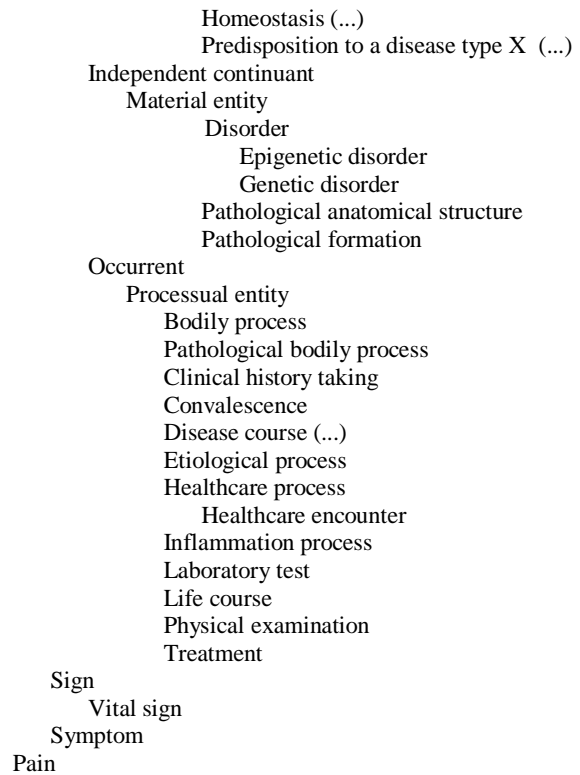 Homeostasis (...)
Predisposition to a disease type X (...)
Independent continuant
Material entity
Disorder
Epigenetic disorder
Genetic disorder
Pathological anatomical structure
Pathological formation
Occurrent
Processual entity
Bodily process
Pathological bodily process
Clinical history taking
Convalescence
Disease course (...)
Etiological process
Healthcare process
Healthcare encounter
Inflammation process
Laboratory test
Life course
Physical examination
Treatment
Sign
Vital sign
Symptom
Pain